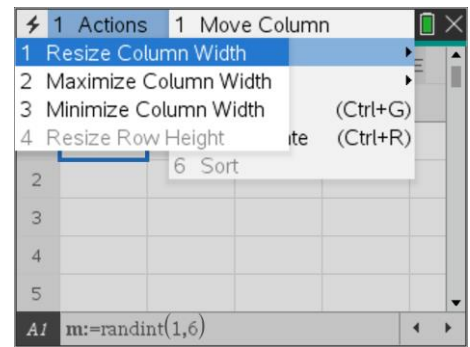 1 Actions
1 Move Column
1 Resize Column Width
2 Maximize Column Width
3 Minimize Column Width
(Ctrl+G)
4 Resize Row Height
(Ctrl+R)
6 Sort
2
3
4
5
A1 m:=randint(1,6)